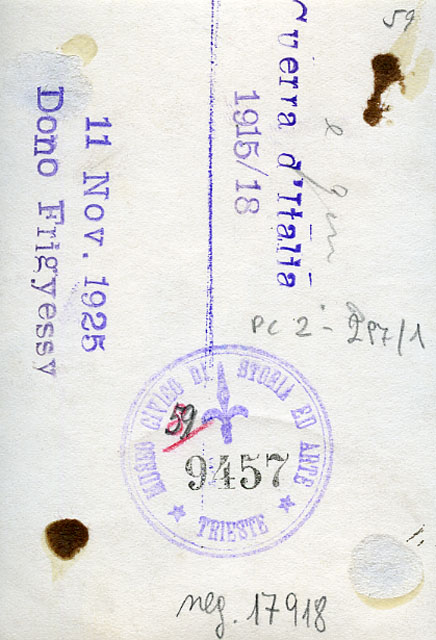 59
Guerra d'Italia
1915/18
11 Nov. 1925
Dono Frigyessy
PC 2 - 297/1
MUSEO CIVICO DI STORIA ED ARTE
59
9457
★ TRIESTE ★
neg. 17918